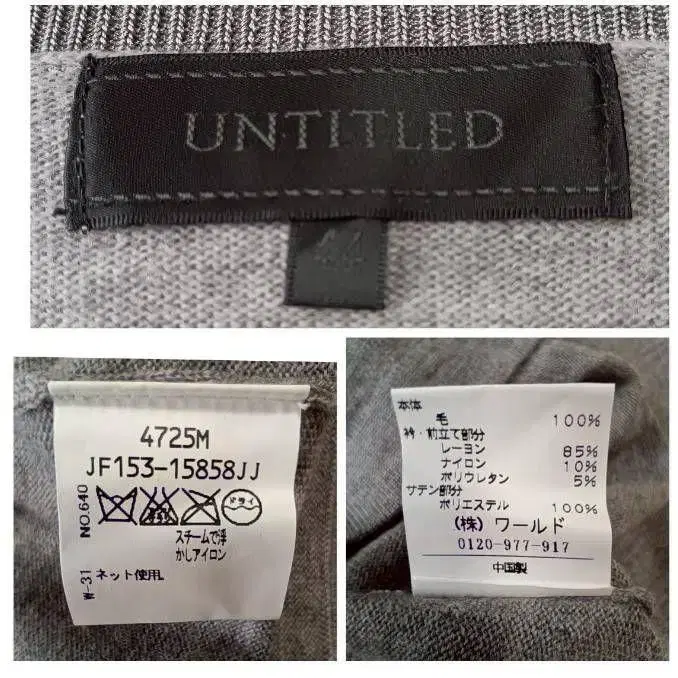 UNTITLED
44
4725M
JF153-15858JJ
NO.640
ドライ
スチームで浮
かしアイロン
W-31 ネット使用
本体
毛 100%
衿・前立て部分
レーヨン 85%
ナイロン 10%
ポリウレタン 5%
サテン部分
ポリエステル 100%
(株) ワールド
0120-977-917
中国製